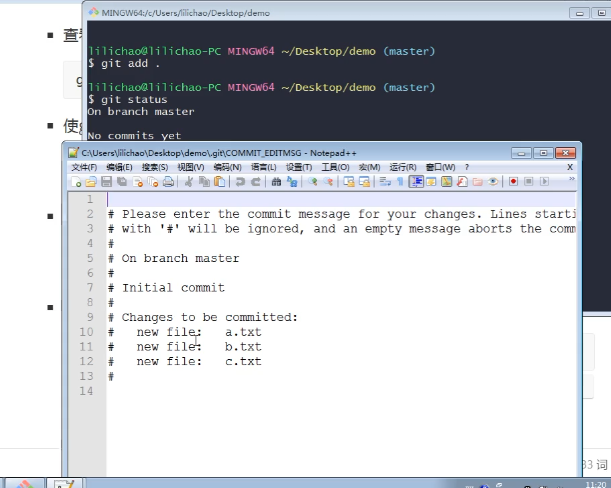 MINGW64:/c/Users/lilichao/Desktop/demo
lilichao@lilichao-PC MINGW64 ~/Desktop/demo (master)
$ git add .
lilichao@lilichao-PC MINGW64 ~/Desktop/demo (master)
$ git status
On branch master
No commits yet
C:\Users\lilichao\Desktop\demo\.git\COMMIT_EDITMSG - Notepad++
文件(F) 编辑(E) 搜索(S) 视图(V) 编码(N) 语言(L) 设置(T) 工具(O) 宏(M) 运行(R) 窗口(W) ?
1
2 # Please enter the commit message for your changes. Lines starti
3 # with '#' will be ignored, and an empty message aborts the comm
4 #
5 # On branch master
6 #
7 # Initial commit
8 #
9 # Changes to be committed:
10 # new file: a.txt
11 # new file: b.txt
12 # new file: c.txt
13 #
14
33 词
11:20